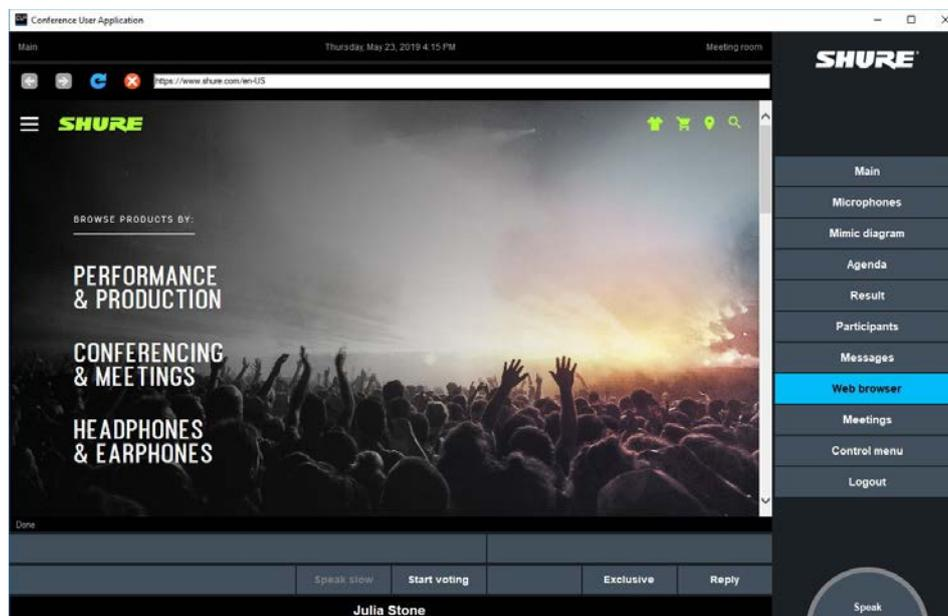 Conference User Application
Main Thursday, May 23, 2019 4:15 PM Meeting room
https://www.shure.com/en-US
SHURE
BROWSE PRODUCTS BY:
PERFORMANCE
& PRODUCTION
CONFERENCING
& MEETINGS
HEADPHONES
& EARPHONES
Done
Speak slow Start voting Exclusive Reply
Julia Stone
SHURE
Main
Microphones
Mimic diagram
Agenda
Result
Participants
Messages
Web browser
Meetings
Control menu
Logout
Speak